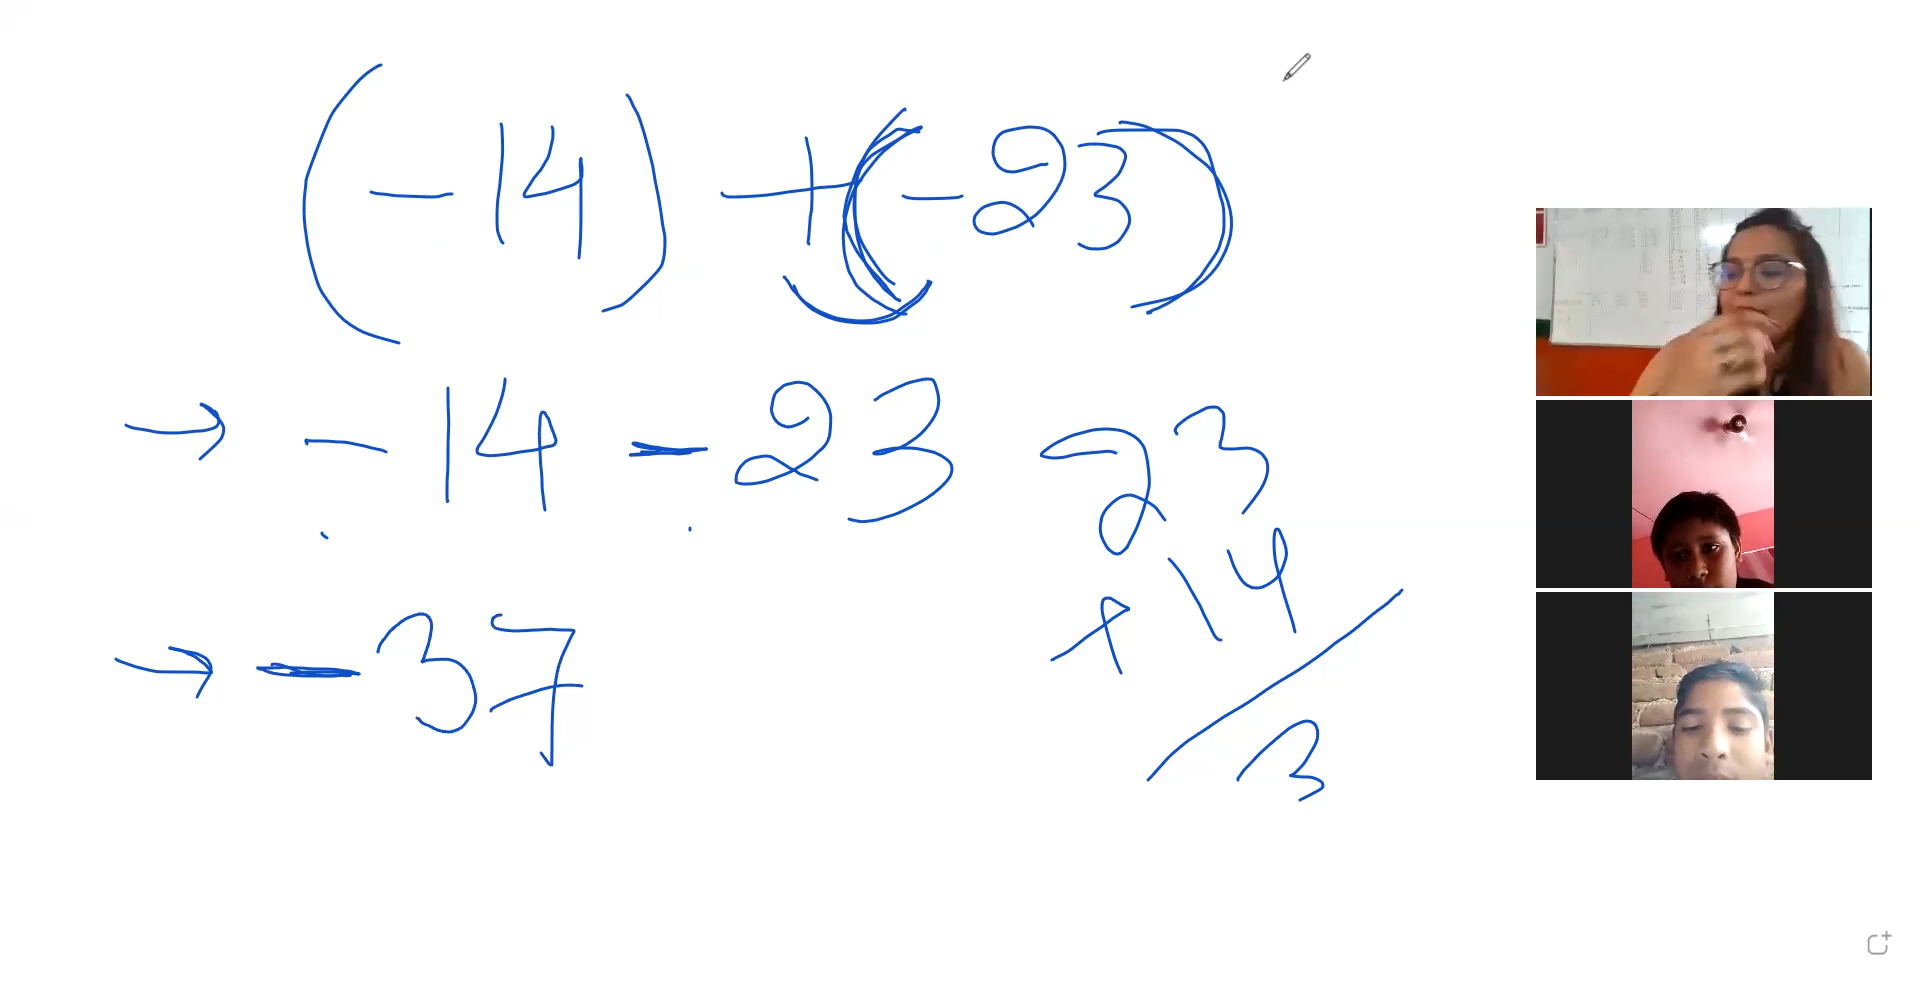 (-14) + (-23)
→ -14 - 23
→ -37
23
+ 14
3